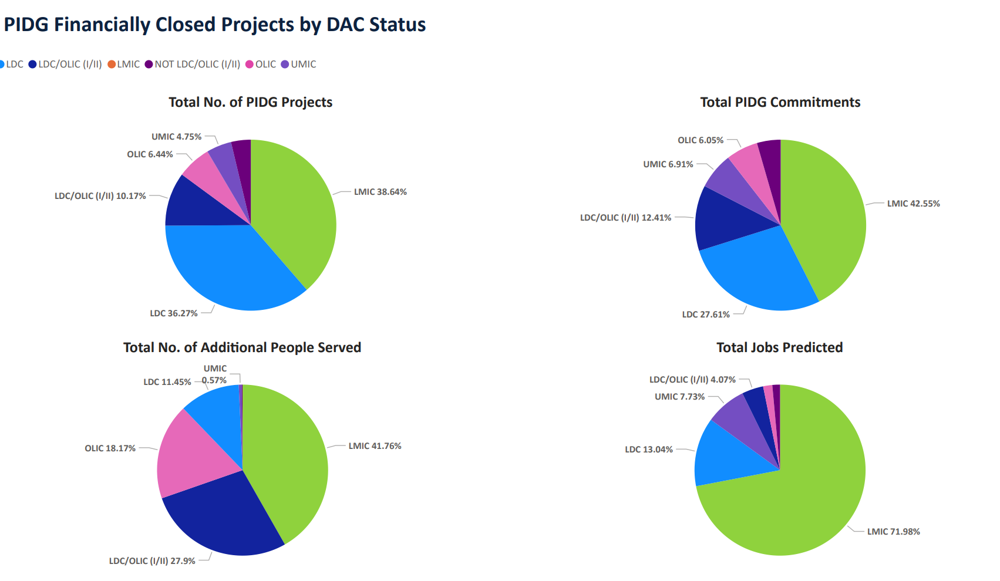 PIDG Financially Closed Projects by DAC Status
LDC LDC/OLIC (I/II) LMIC NOT LDC/OLIC (I/II) OLIC UMIC
Total No. of PIDG Projects
UMIC 4.75%
OLIC 6.44%
LDC/OLIC (I/II) 10.17%
LMIC 38.64%
LDC 36.27%
Total PIDG Commitments
OLIC 6.05%
UMIC 6.91%
LMIC 42.55%
LDC/OLIC (I/II) 12.41%
LDC 27.61%
Total No. of Additional People Served
UMIC
0.57%
LDC 11.45%
LMIC 41.76%
OLIC 18.17%
LDC/OLIC (I/II) 27.9%
Total Jobs Predicted
LDC/OLIC (I/II) 4.07%
UMIC 7.73%
LDC 13.04%
LMIC 71.98%